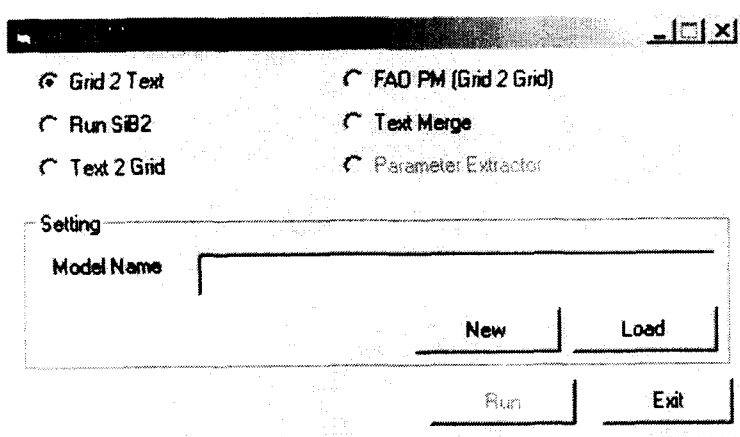 Grid 2 Text
FAO PM (Grid 2 Grid)
Run SiB2
Text Merge
Text 2 Grid
Parameter Extractor
Setting
Model Name
New
Load
Run
Exit